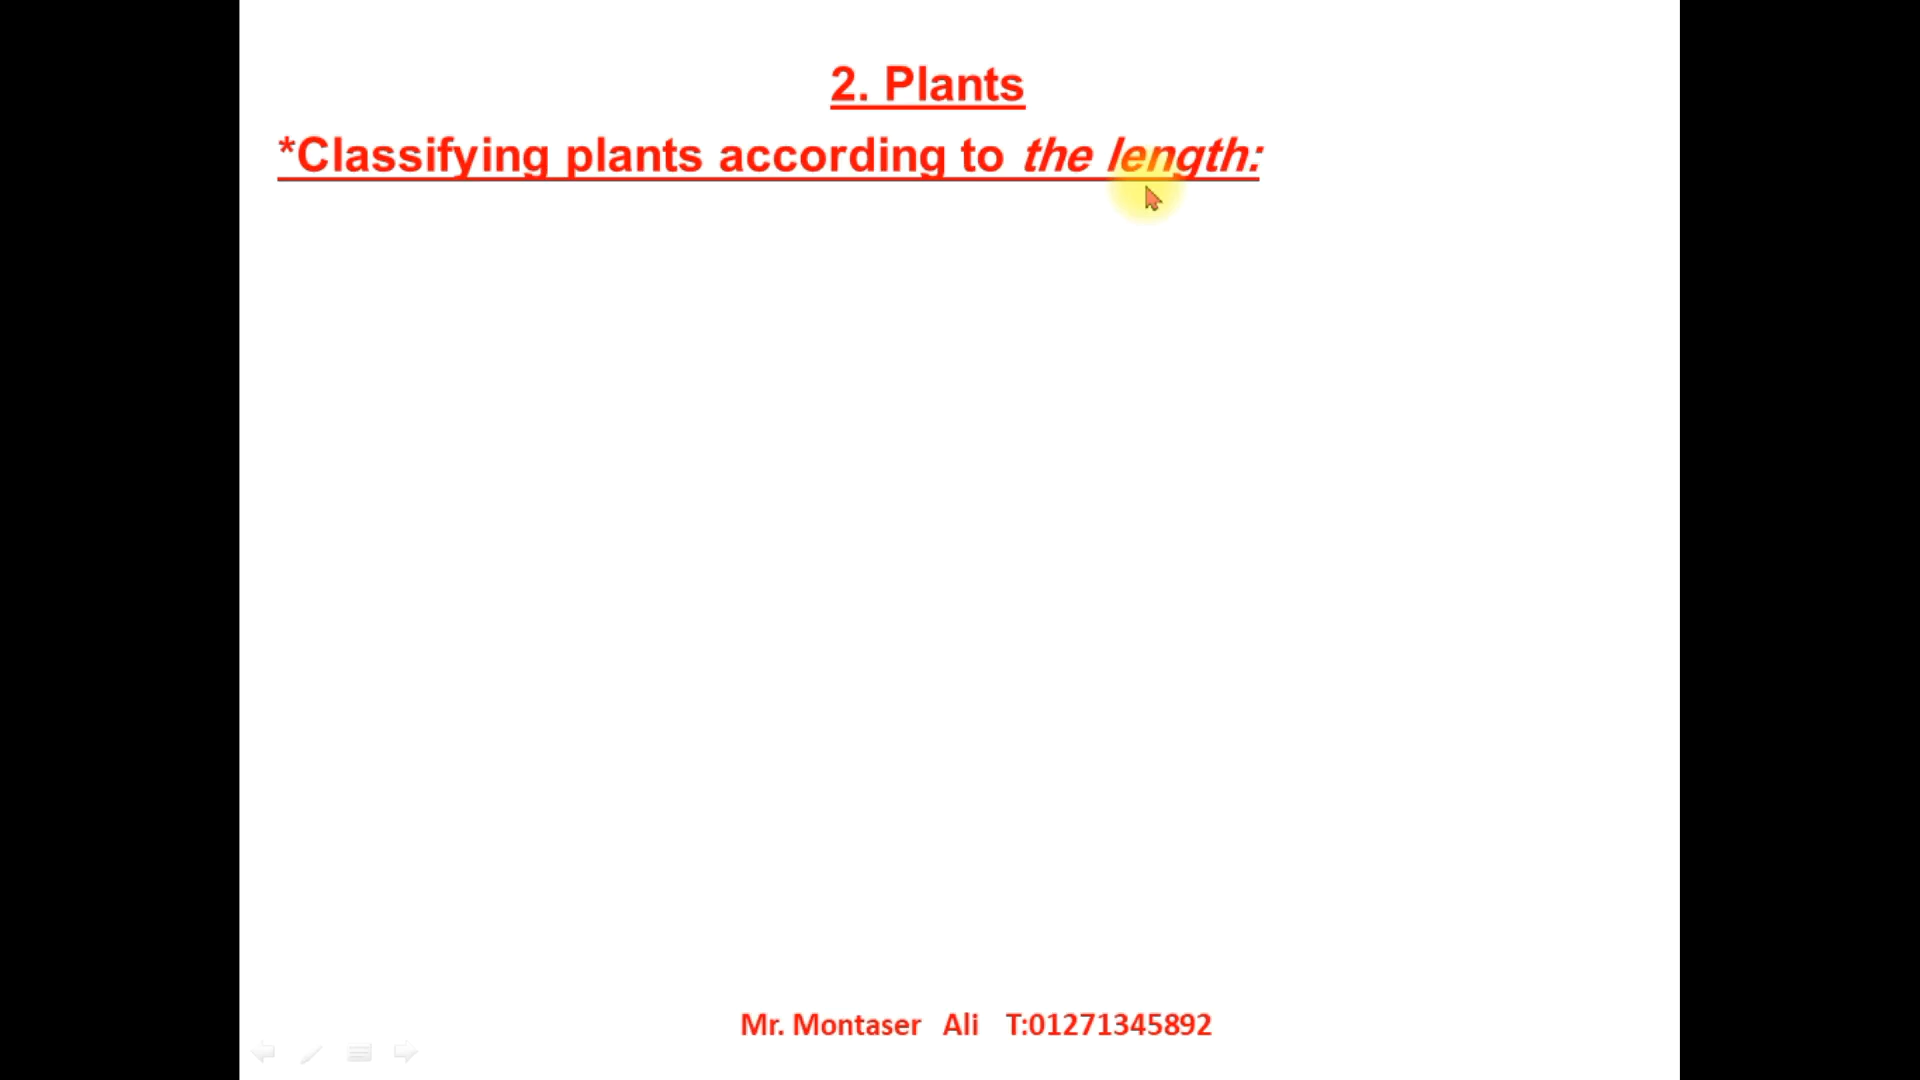 2. Plants
*Classifying plants according to the length:
Mr. Montaser Ali T:01271345892